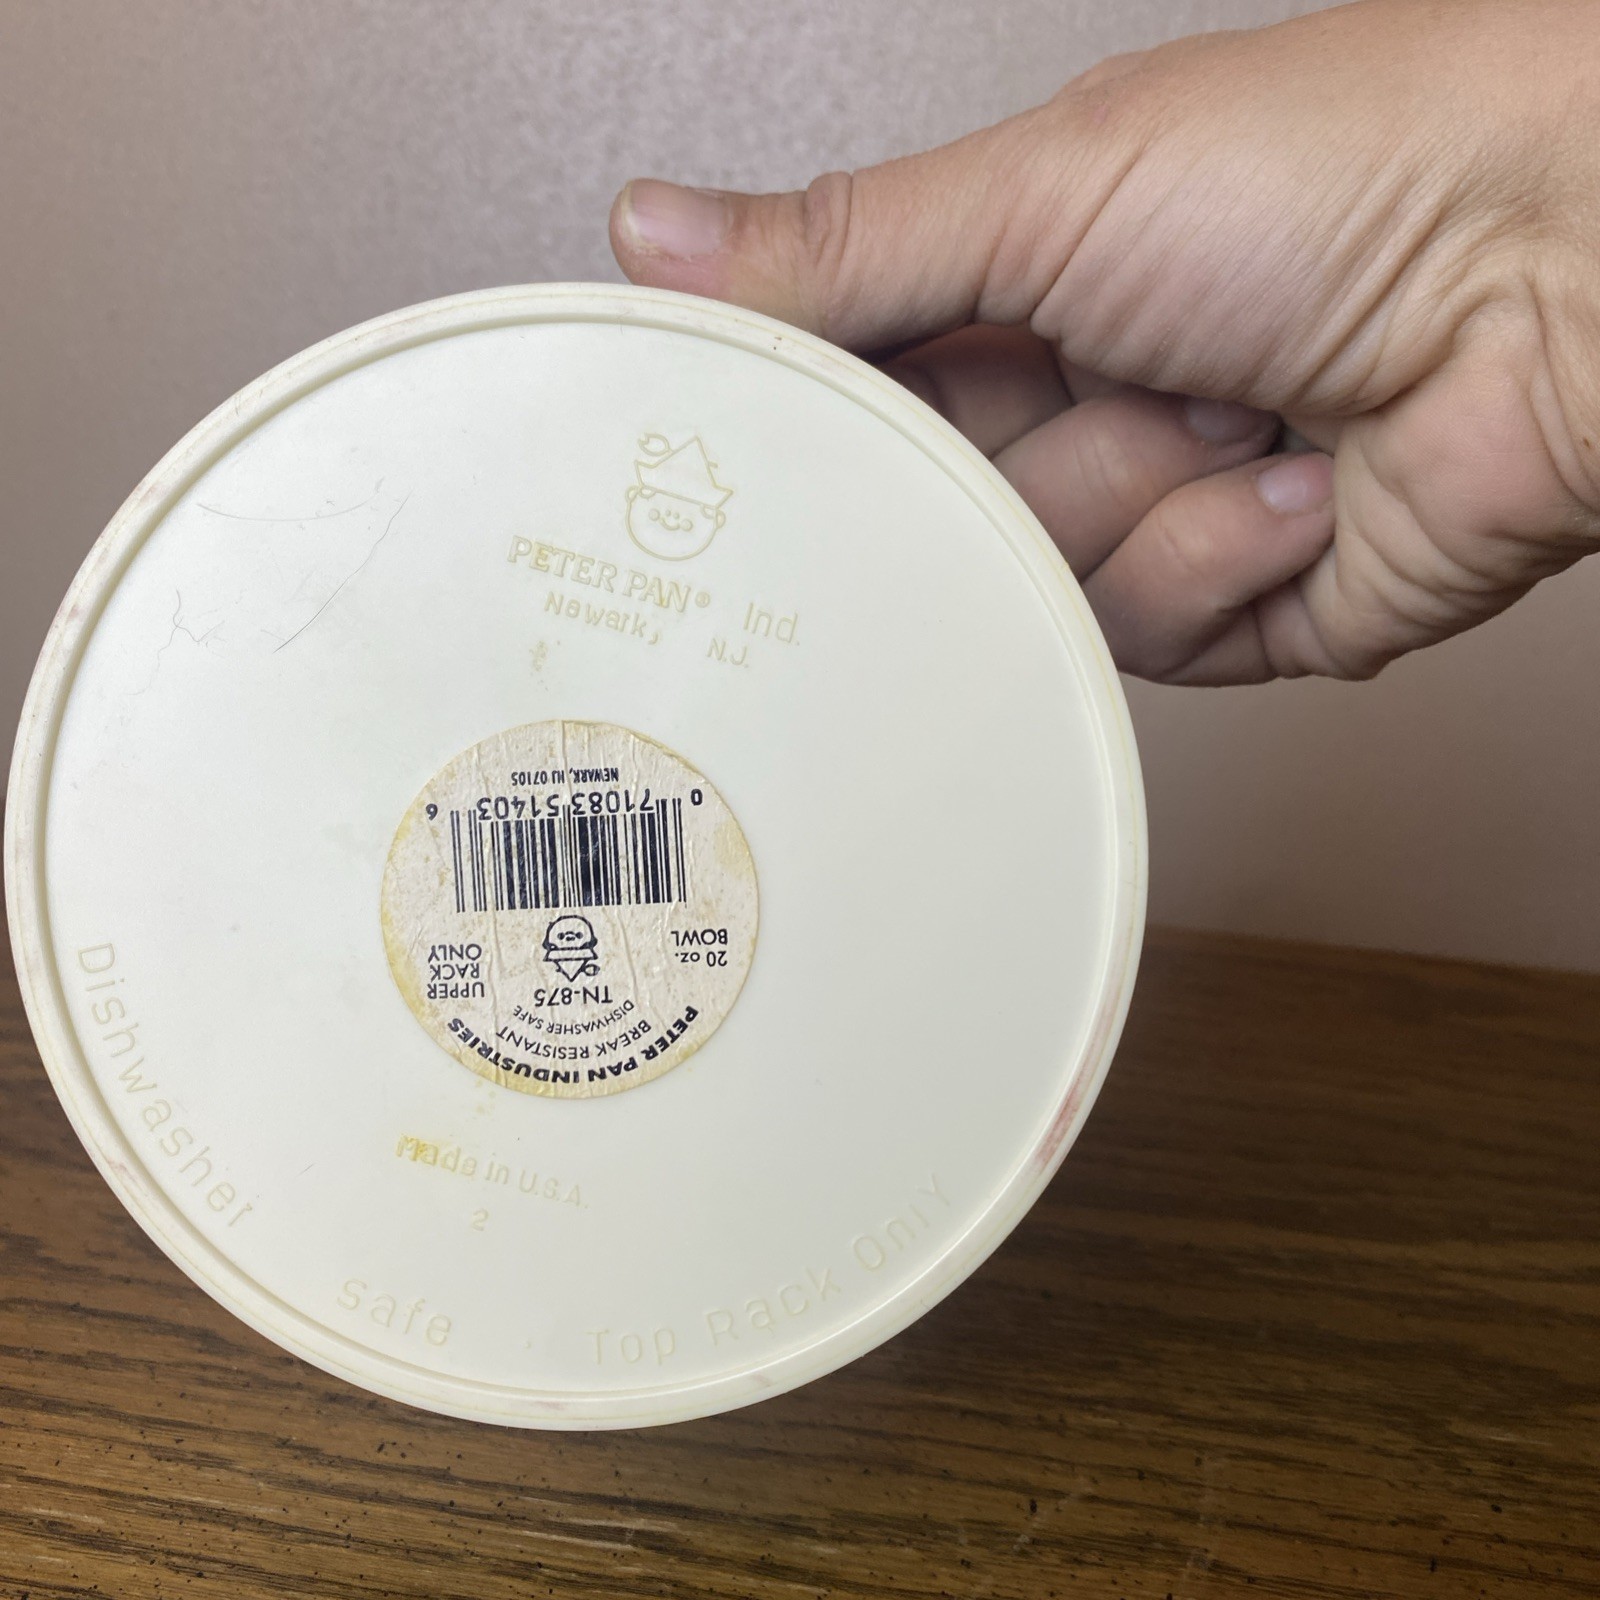 PETER PAN® Ind.
Newark, N.J.
PETER PAN INDUSTRIES
BREAK RESISTANT
DISHWASHER SAFE
TN-875
20 oz.
BOWL
UPPER
RACK
ONLY
0 71083 51403 6
NEWARK, NJ 07105
Made in U.S.A.
2
Dishwasher safe · Top Rack Only